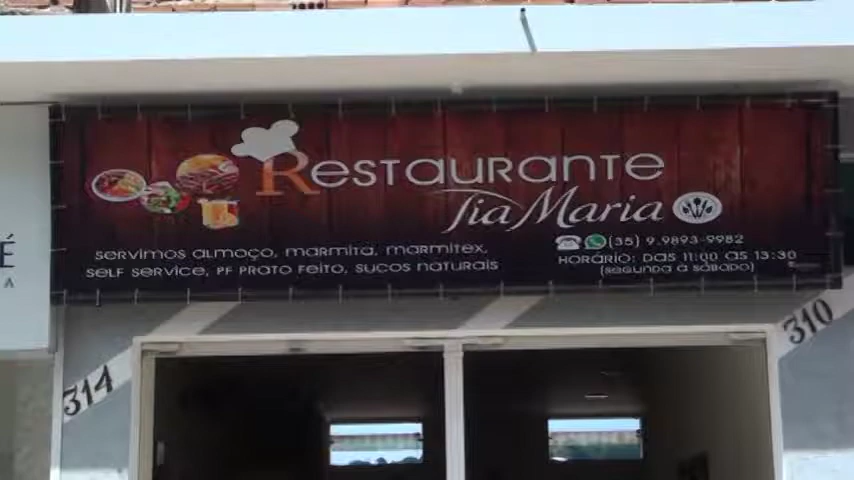 RESTAURANTE
Tia Maria
(35) 9.9893-9982
SERVIMOS ALMOÇO, MARMITA, MARMITEX,
SELF SERVICE, PF PRATO FEITO, SUCOS NATURAIS
HORÁRIO: DAS 11:00 AS 13:30
(SEGUNDA A SÁBADO)
É
A
310
314